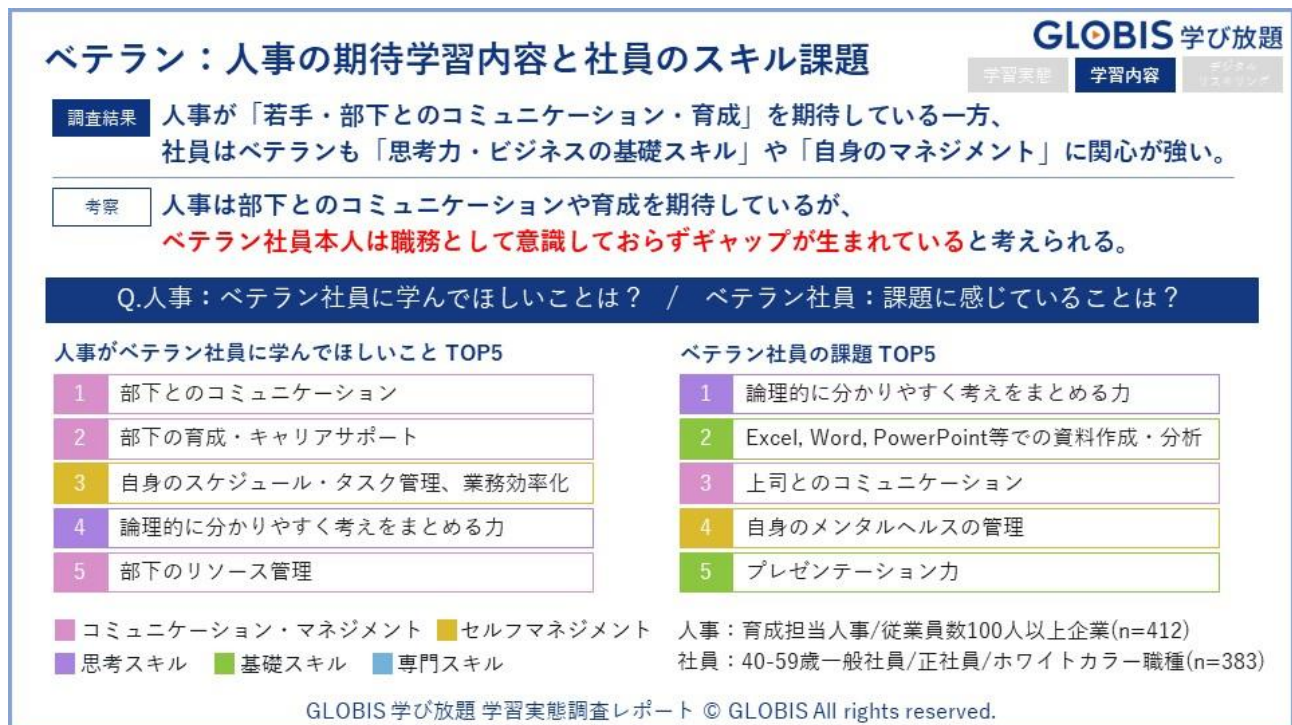 ベテラン：人事の期待学習内容と社員のスキル課題
GLOBIS 学び放題
学習実態
学習内容
デジタル
リスキリング
調査結果
人事が「若手・部下とのコミュニケーション・育成」を期待している一方、
社員はベテランも「思考力・ビジネスの基礎スキル」や「自身のマネジメント」に関心が強い。
考察
人事は部下とのコミュニケーションや育成を期待しているが、
ベテラン社員本人は職務として意識しておらずギャップが生まれていると考えられる。
Q.人事：ベテラン社員に学んでほしいことは？ / ベテラン社員：課題に感じていることは？
人事がベテラン社員に学んでほしいこと TOP5
1 部下とのコミュニケーション
2 部下の育成・キャリアサポート
3 自身のスケジュール・タスク管理、業務効率化
4 論理的に分かりやすく考えをまとめる力
5 部下のリソース管理
ベテラン社員の課題 TOP5
1 論理的に分かりやすく考えをまとめる力
2 Excel, Word, PowerPoint等での資料作成・分析
3 上司とのコミュニケーション
4 自身のメンタルヘルスの管理
5 プレゼンテーション力
コミュニケーション・マネジメント セルフマネジメント
思考スキル 基礎スキル 専門スキル
人事：育成担当人事/従業員数100人以上企業(n=412)
社員：40-59歳一般社員/正社員/ホワイトカラー職種(n=383)
GLOBIS 学び放題 学習実態調査レポート © GLOBIS All rights reserved.